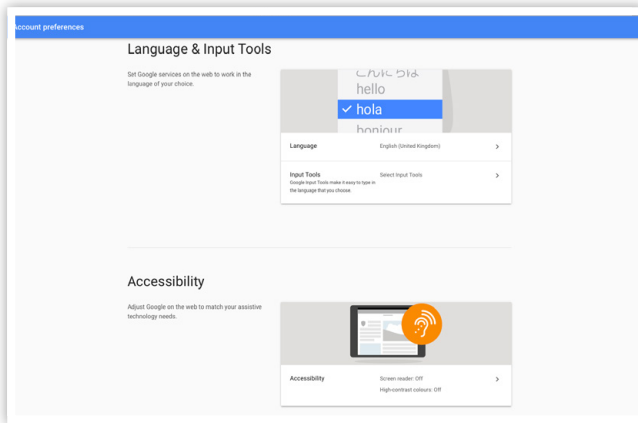 Account preferences
Language & Input Tools
Set Google services on the web to work in the
language of your choice.
こんにちは
hello
hola
bonjour
Language English (United Kingdom)
Input Tools Select Input Tools
Google Input Tools make it easy to type in
the language that you choose.
Accessibility
Adjust Google on the web to match your assistive
technology needs.
Accessibility Screen reader: Off
High-contrast colours: Off